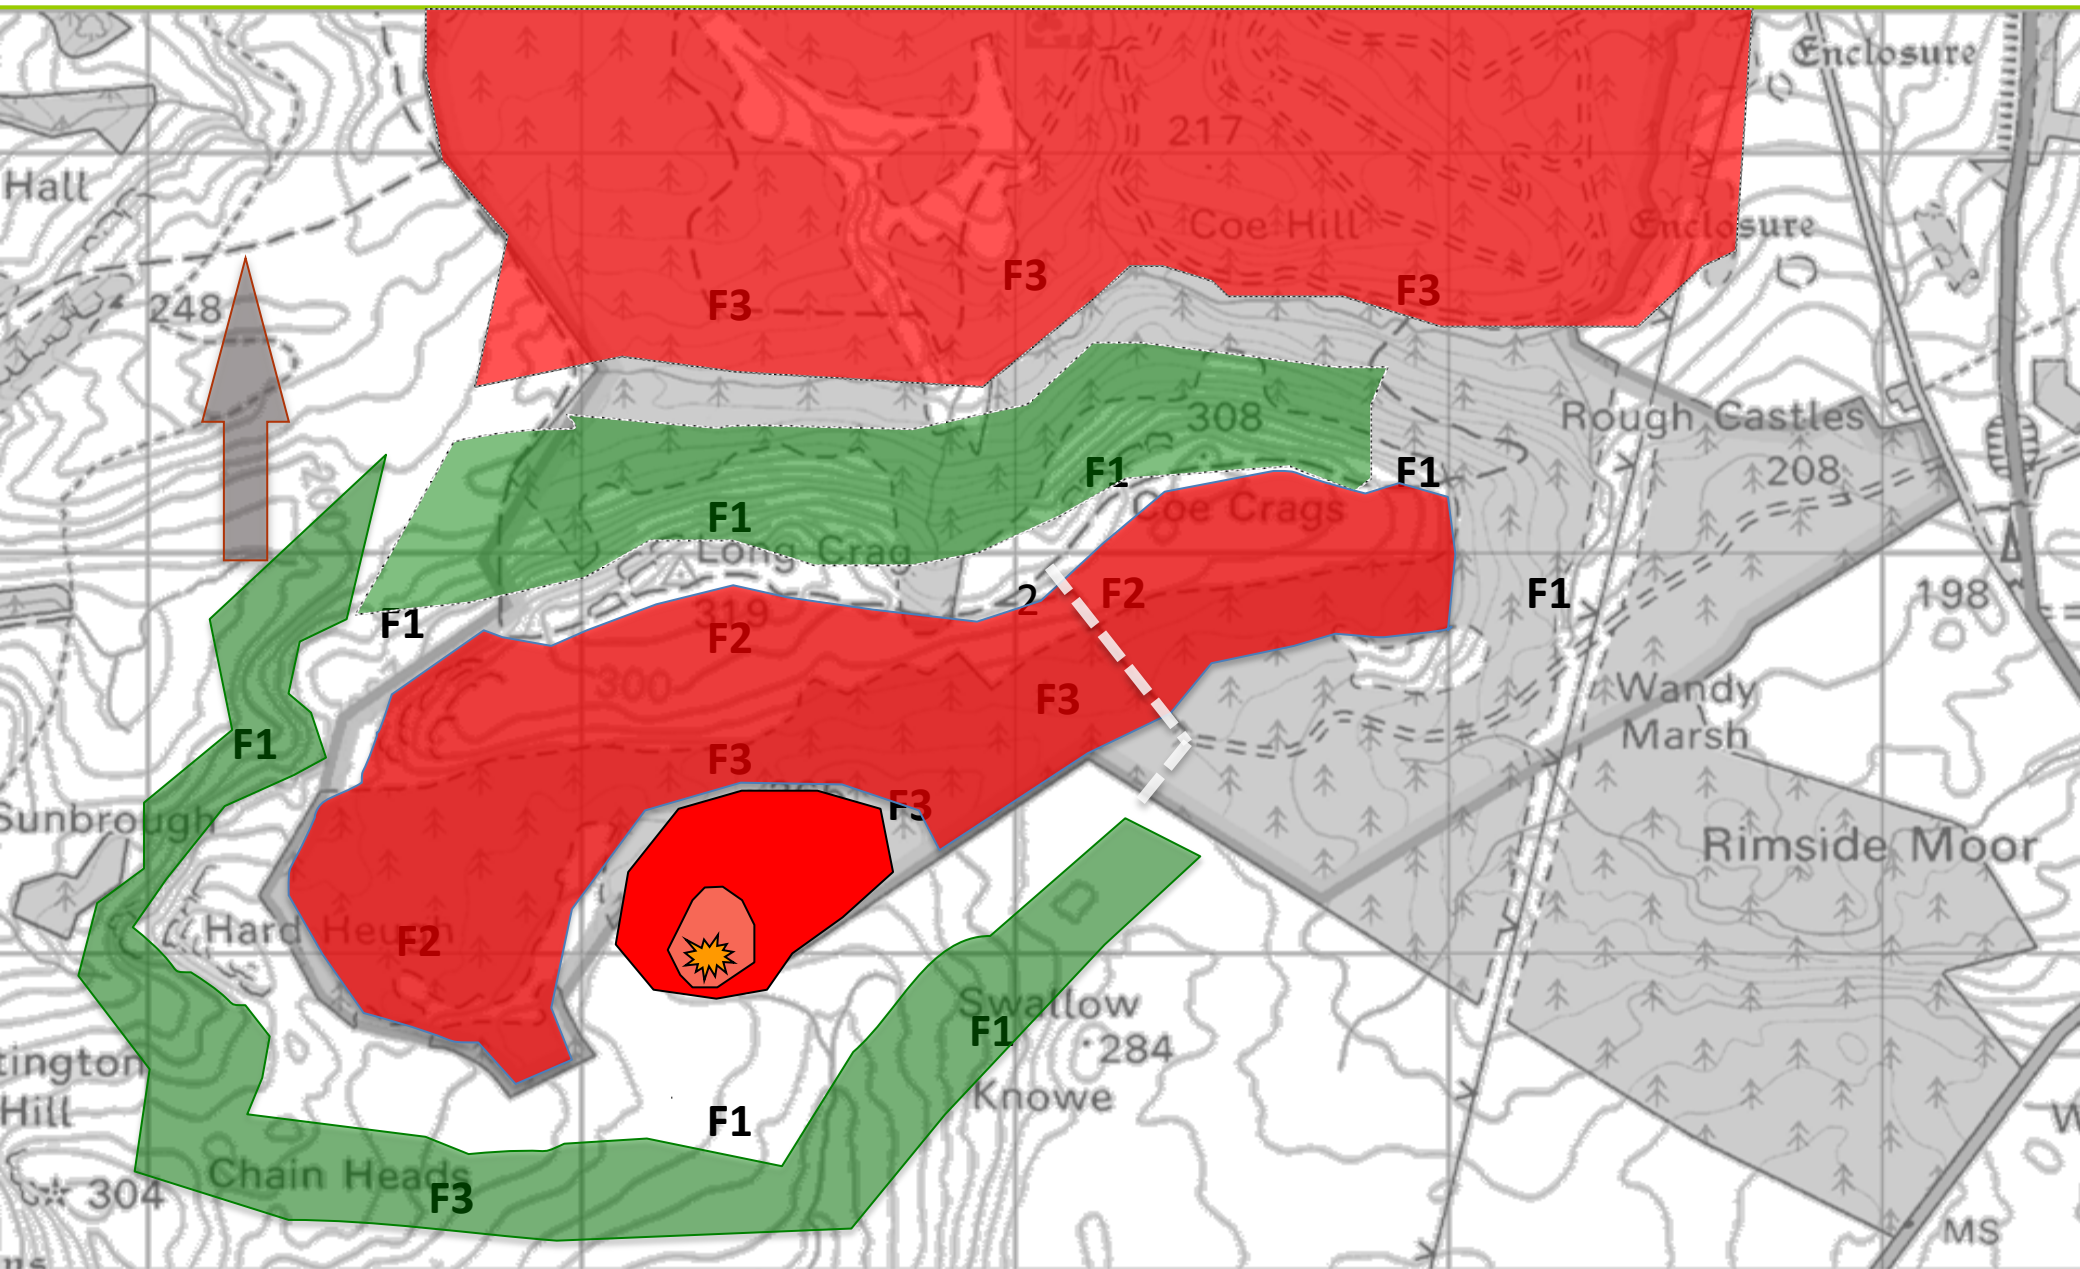 Enclosure
217
Hall
Coe Hill
Enclosure
F3
F3
F3
248
308
Rough Castles
208
F1
F1
Coe Crags
F1
Long Crag
F1
2
F2
F1
198
319
F2
300
F3
Wandy
Marsh
F1
F3
F3
Sunbrough
Rimside Moor
Hard Heugh
F2
Swallow
F1
284
Knowe
tington
Hill
F1
Chain Heads
F3
304
MS